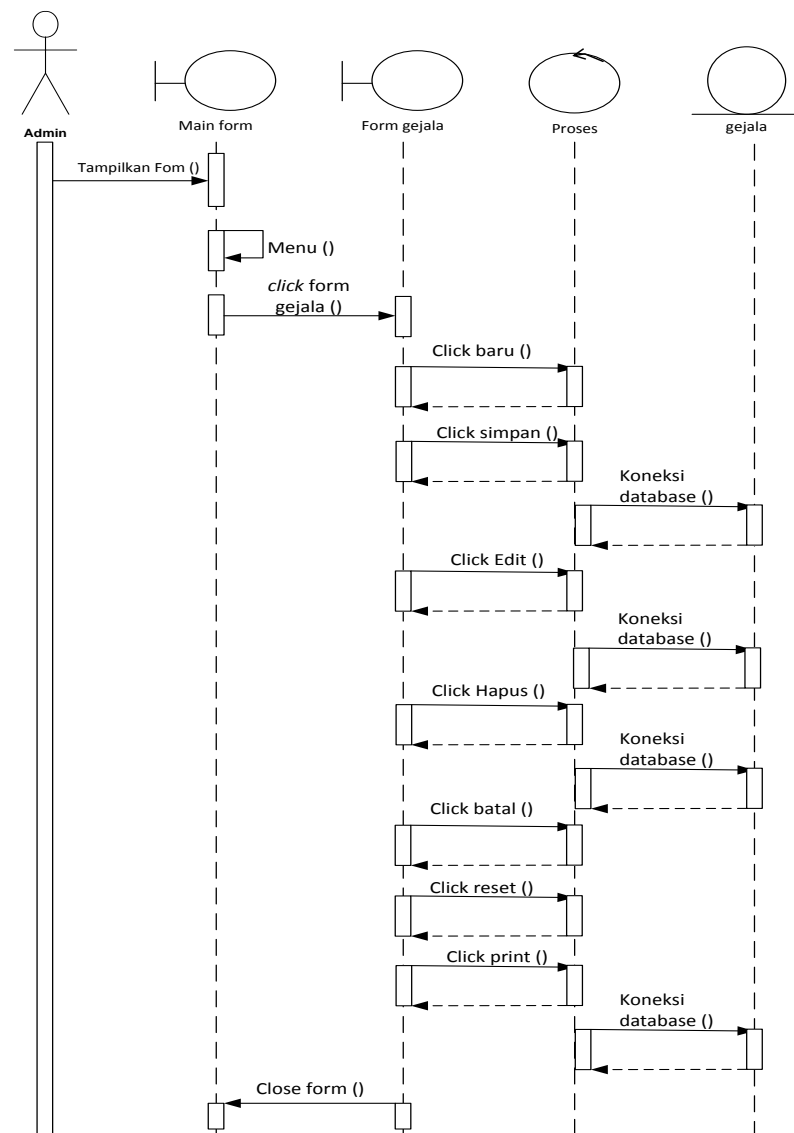 Admin
Main form
Form gejala
Proses
gejala
Tampilkan Fom ()
Menu ()
click form
gejala ()
Click baru ()
Click simpan ()
Koneksi
database ()
Click Edit ()
Koneksi
database ()
Click Hapus ()
Koneksi
database ()
Click batal ()
Click reset ()
Click print ()
Koneksi
database ()
Close form ()